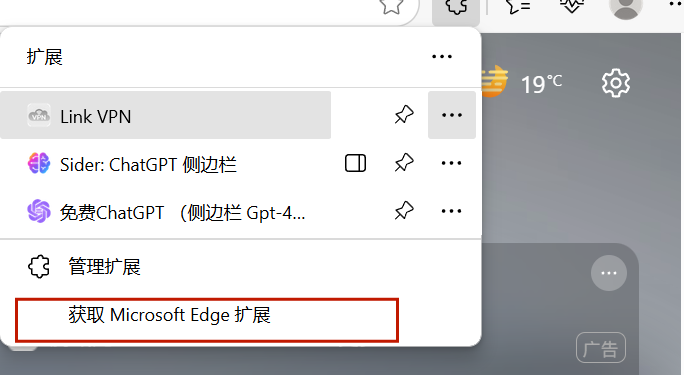 扩展
19°C
Link VPN
Sider: ChatGPT 侧边栏
免费ChatGPT （侧边栏 Gpt-4...
管理扩展
获取 Microsoft Edge 扩展
广告